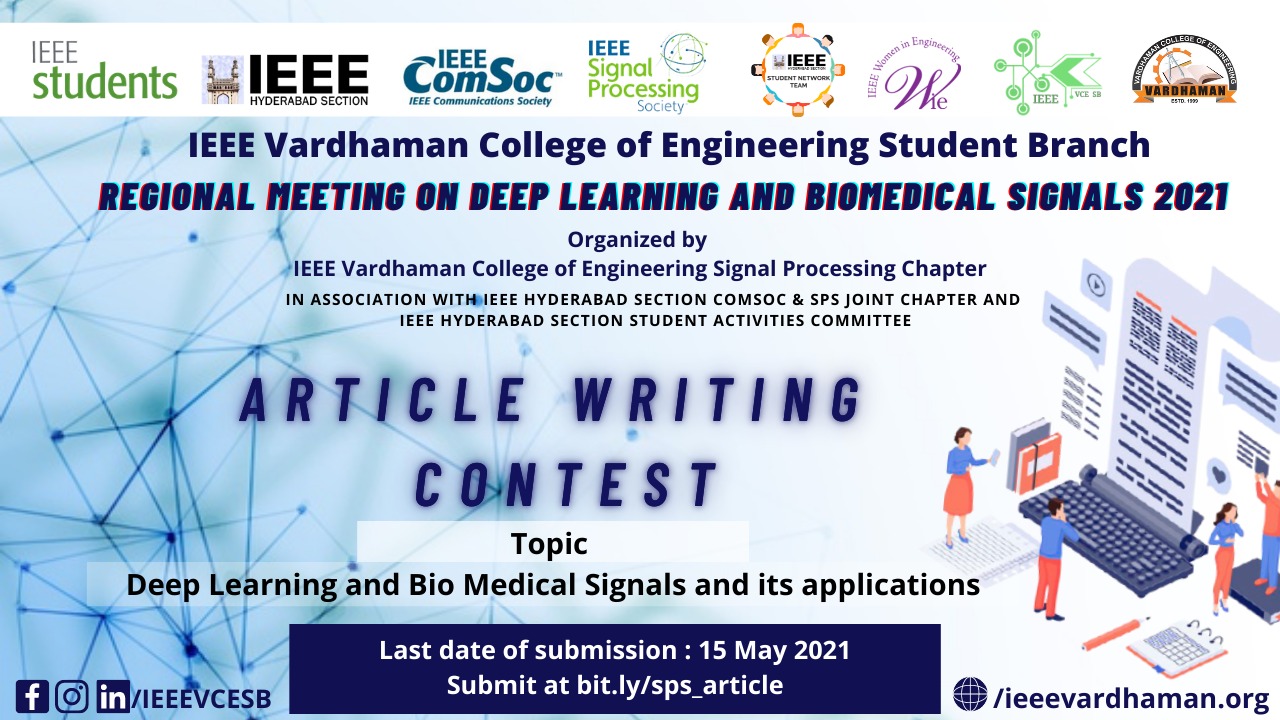 IEEE
students
IEEE
HYDERABAD SECTION
IEEE
ComSoc™
IEEE Communications Society
IEEE
Signal
Processing
Society
IEEE
HYDERABAD SECTION
STUDENT NETWORK
TEAM
IEEE Women in Engineering
WIe
IEEE
VCE SB
VARDHAMAN COLLEGE OF ENGINEERING
VARDHAMAN
ESTD. 1999
IEEE Vardhaman College of Engineering Student Branch
REGIONAL MEETING ON DEEP LEARNING AND BIOMEDICAL SIGNALS 2021
Organized by
IEEE Vardhaman College of Engineering Signal Processing Chapter
IN ASSOCIATION WITH IEEE HYDERABAD SECTION COMSOC & SPS JOINT CHAPTER AND
IEEE HYDERABAD SECTION STUDENT ACTIVITIES COMMITTEE
ARTICLE WRITING
CONTEST
Topic
Deep Learning and Bio Medical Signals and its applications
Last date of submission : 15 May 2021
Submit at bit.ly/sps_article
/IEEEVCESB
/ieeevardhaman.org